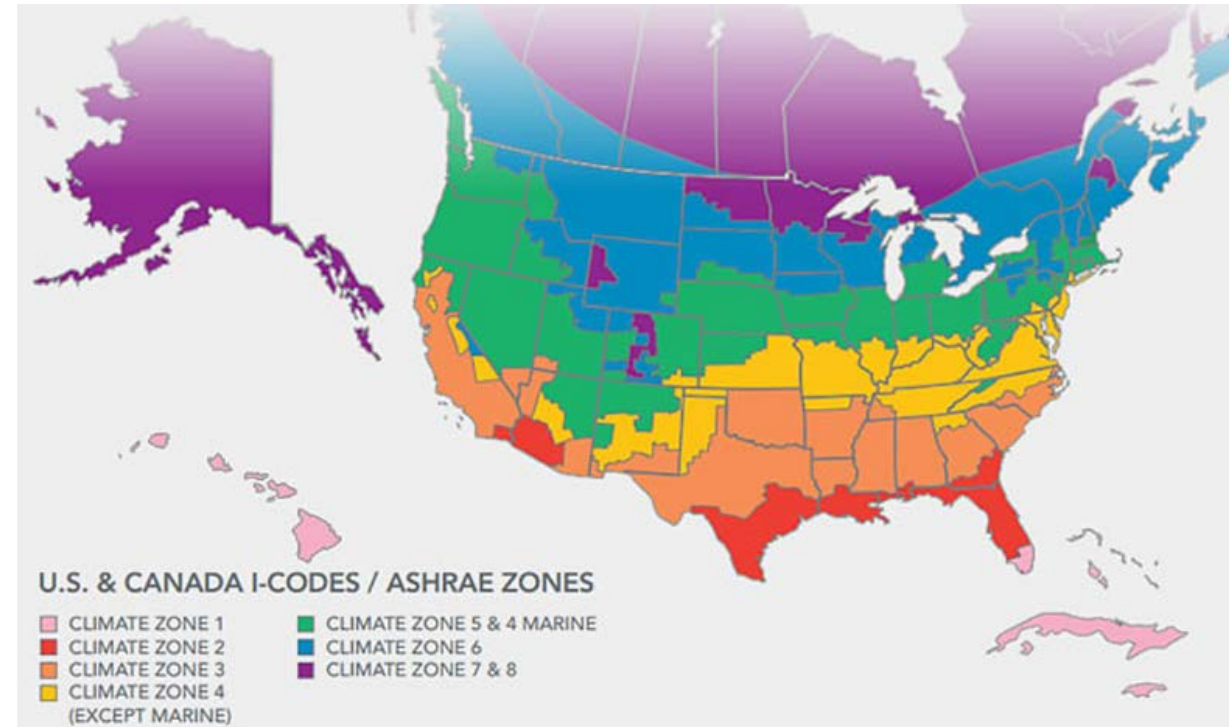 U.S. & CANADA I-CODES / ASHRAE ZONES
CLIMATE ZONE 1
CLIMATE ZONE 2
CLIMATE ZONE 3
CLIMATE ZONE 4
(EXCEPT MARINE)
CLIMATE ZONE 5 & 4 MARINE
CLIMATE ZONE 6
CLIMATE ZONE 7 & 8